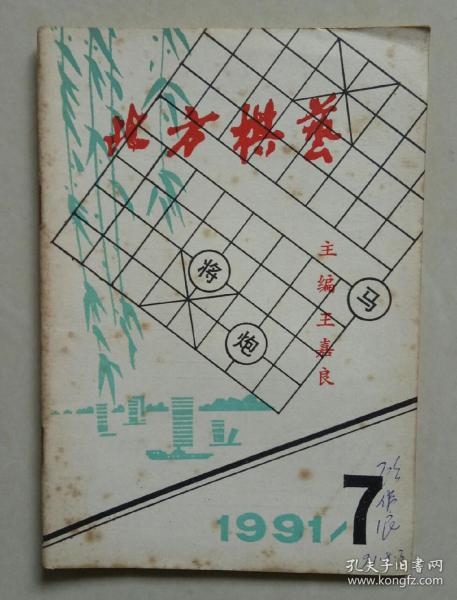 北方棋艺
主编王嘉良
将
马
炮
1991/7
孔夫子旧书网
www.kongfz.com